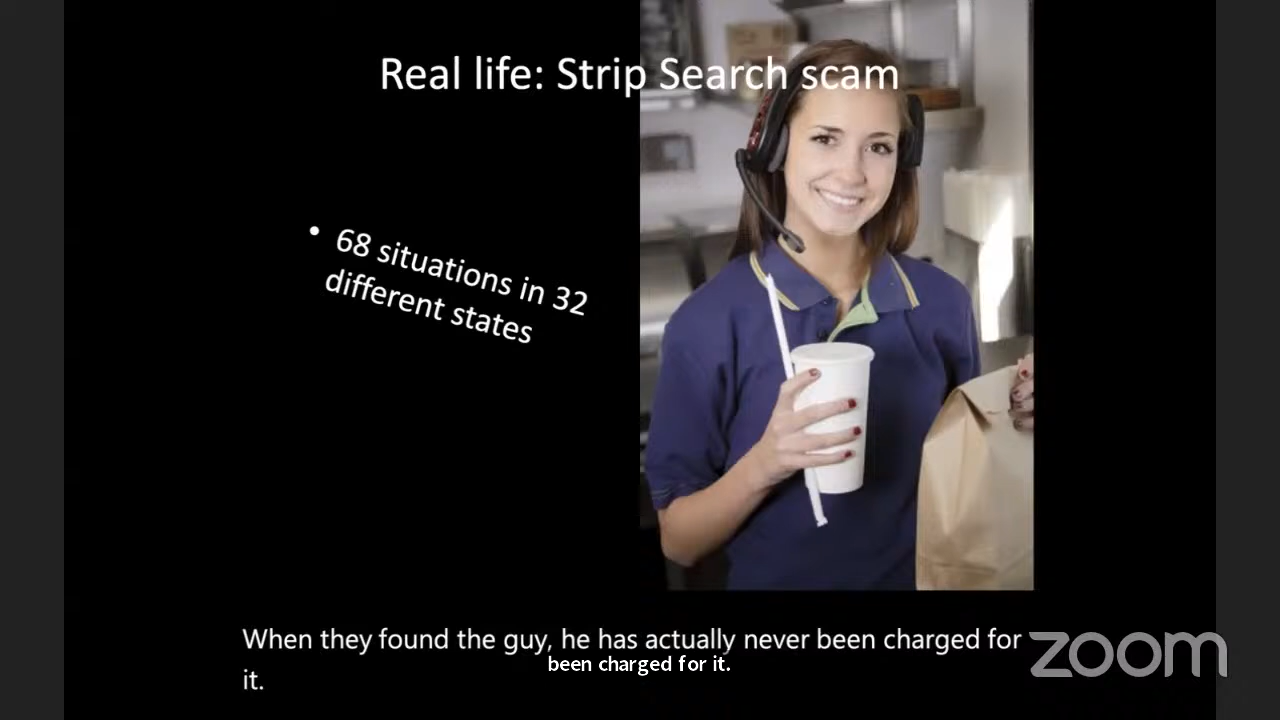 Real life: Strip Search scam
• 68 situations in 32
different states
When they found the guy, he has actually never been charged for
it.
been charged for it.
zoom